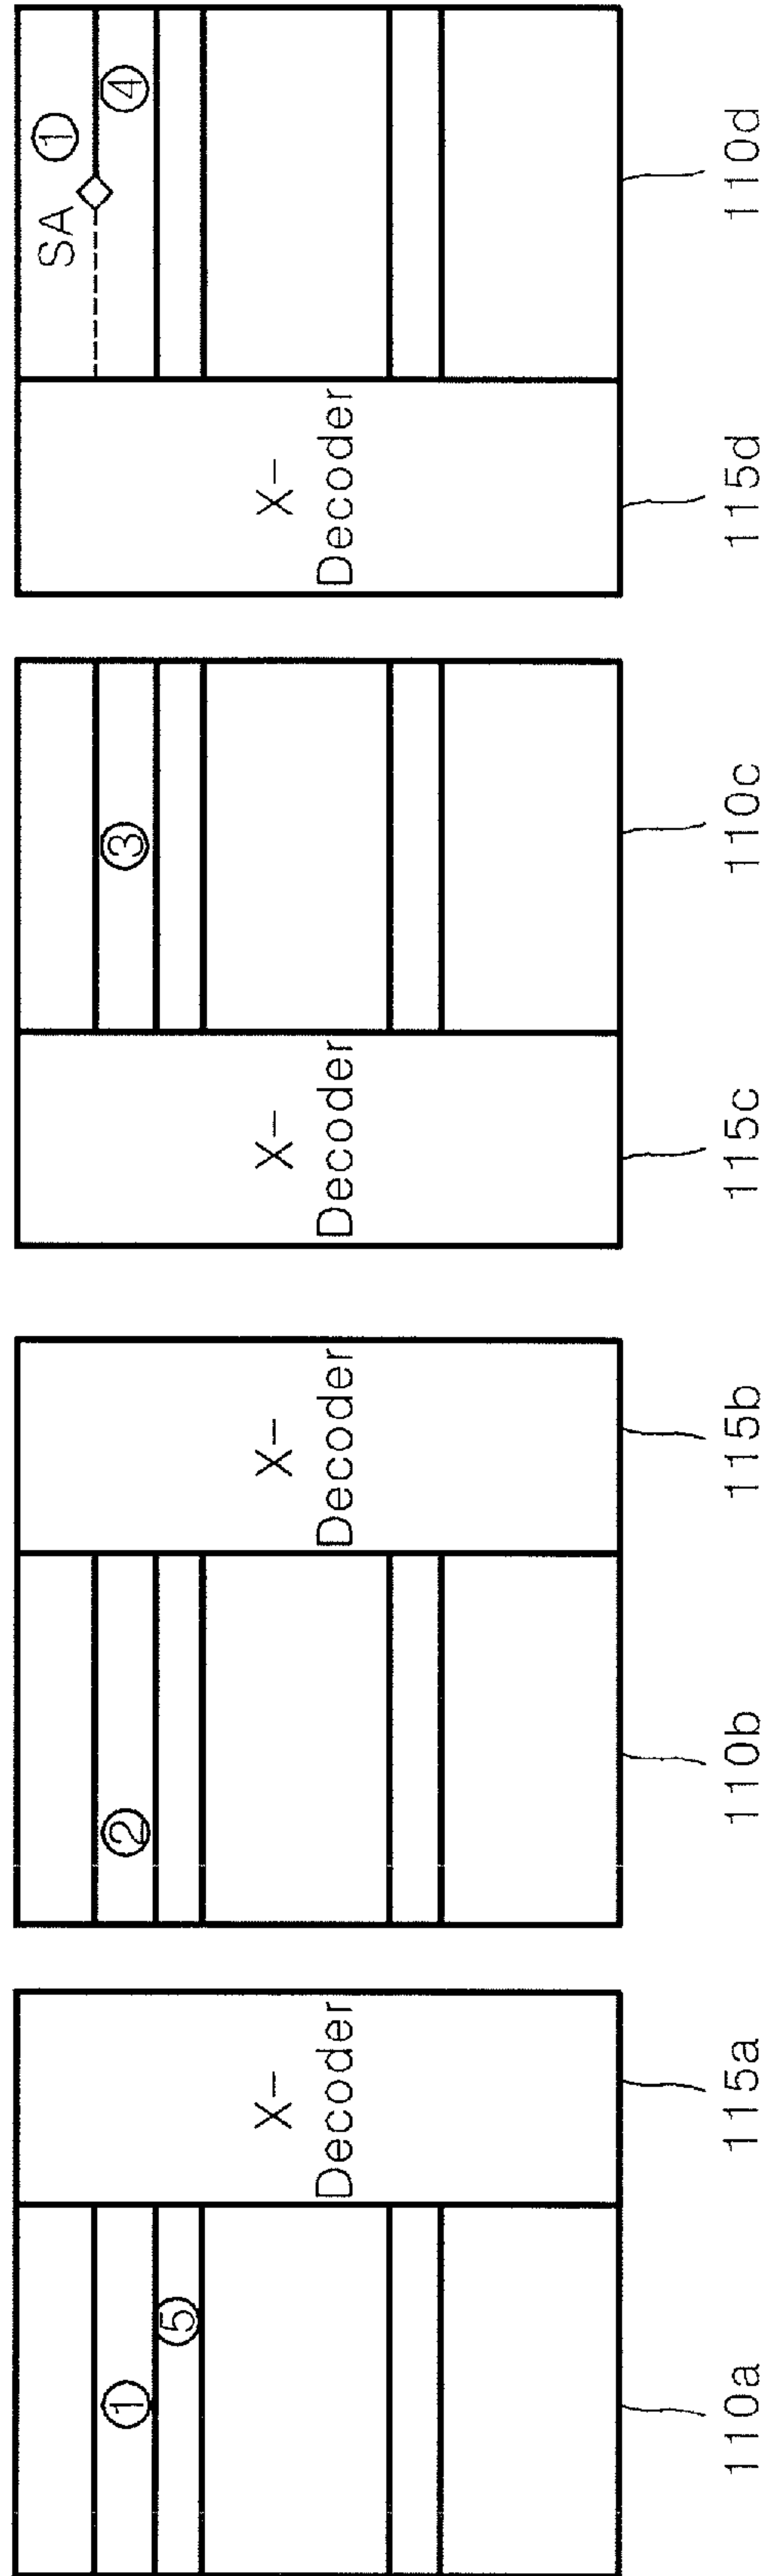 SA ①
① ② ③ ④
⑤
X- X- X- X-
Decoder Decoder Decoder Decoder
110a 115a 110b 115b 115c 110c 115d 110d